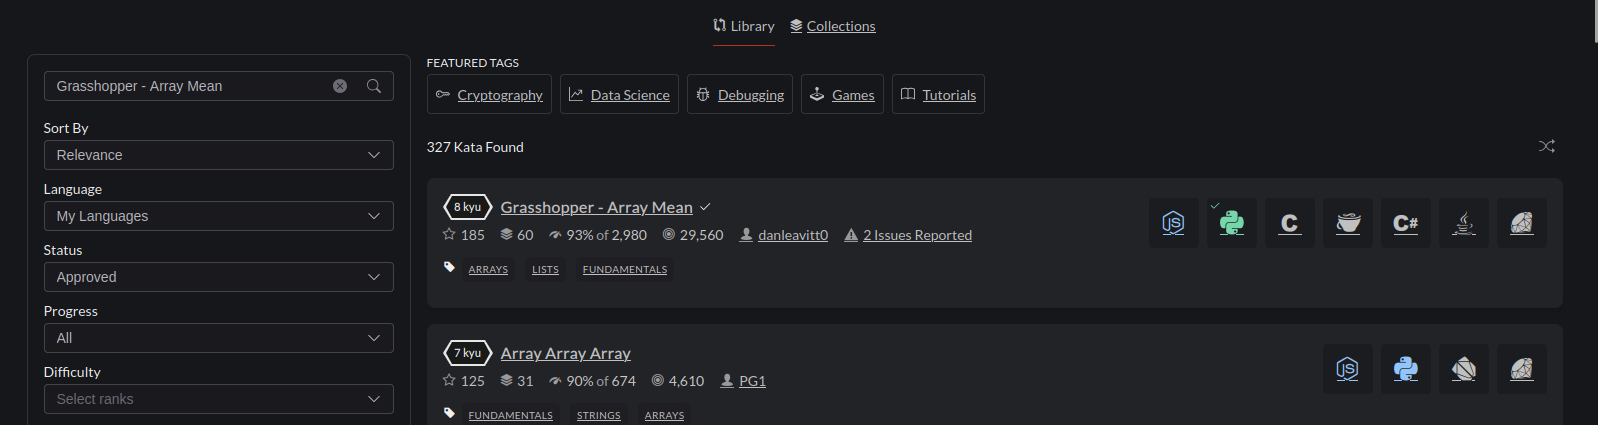 Library Collections
Grasshopper - Array Mean
Sort By
Relevance
Language
My Languages
Status
Approved
Progress
All
Difficulty
Select ranks
FEATURED TAGS
Cryptography Data Science Debugging Games Tutorials
327 Kata Found
8 kyu Grasshopper - Array Mean
JS C C#
185 60 93% of 2,980 29,560 danleavitt0 2 Issues Reported
ARRAYS LISTS FUNDAMENTALS
7 kyu Array Array Array
JS
125 31 90% of 674 4,610 PG1
FUNDAMENTALS STRINGS ARRAYS